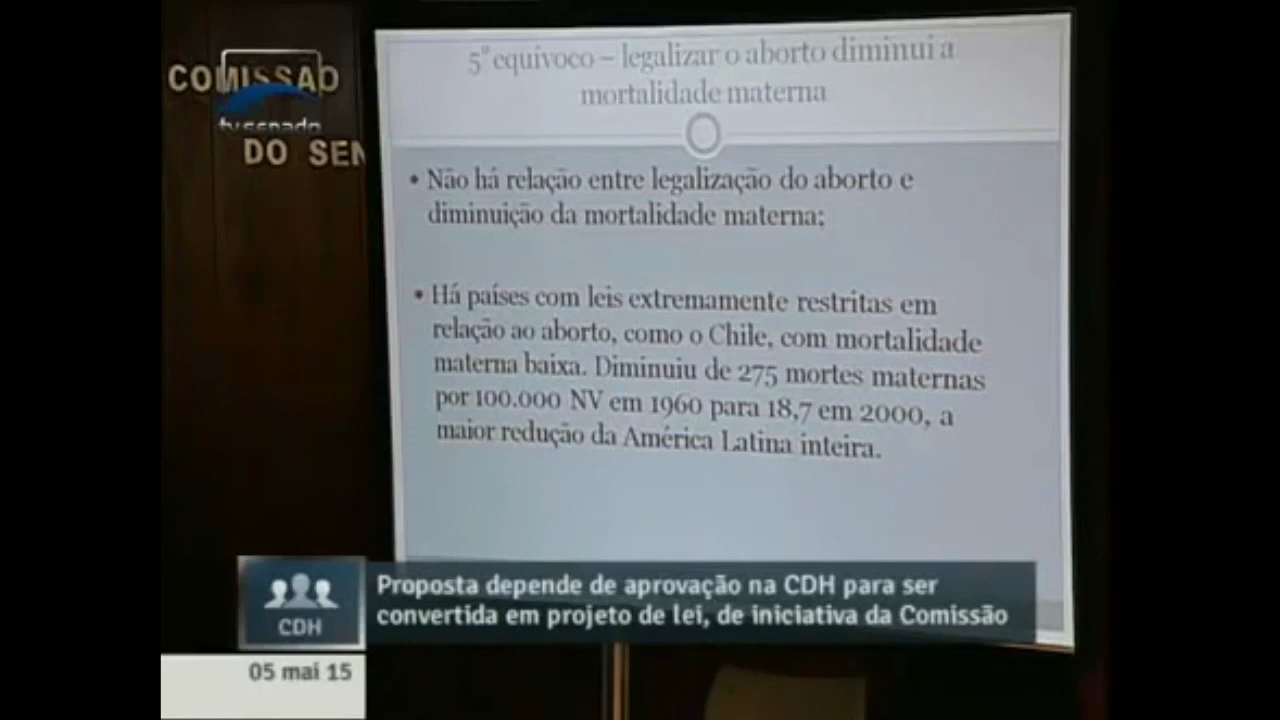 COMISSÃO
tv senado
DO SEN
5º equívoco – legalizar o aborto diminui a
mortalidade materna
• Não há relação entre legalização do aborto e
diminuição da mortalidade materna;
• Há países com leis extremamente restritas em
relação ao aborto, como o Chile, com mortalidade
materna baixa. Diminuiu de 275 mortes maternas
por 100.000 NV em 1960 para 18,7 em 2000, a
maior redução da América Latina inteira.
Proposta depende de aprovação na CDH para ser
convertida em projeto de lei, de iniciativa da Comissão
CDH
05 mai 15